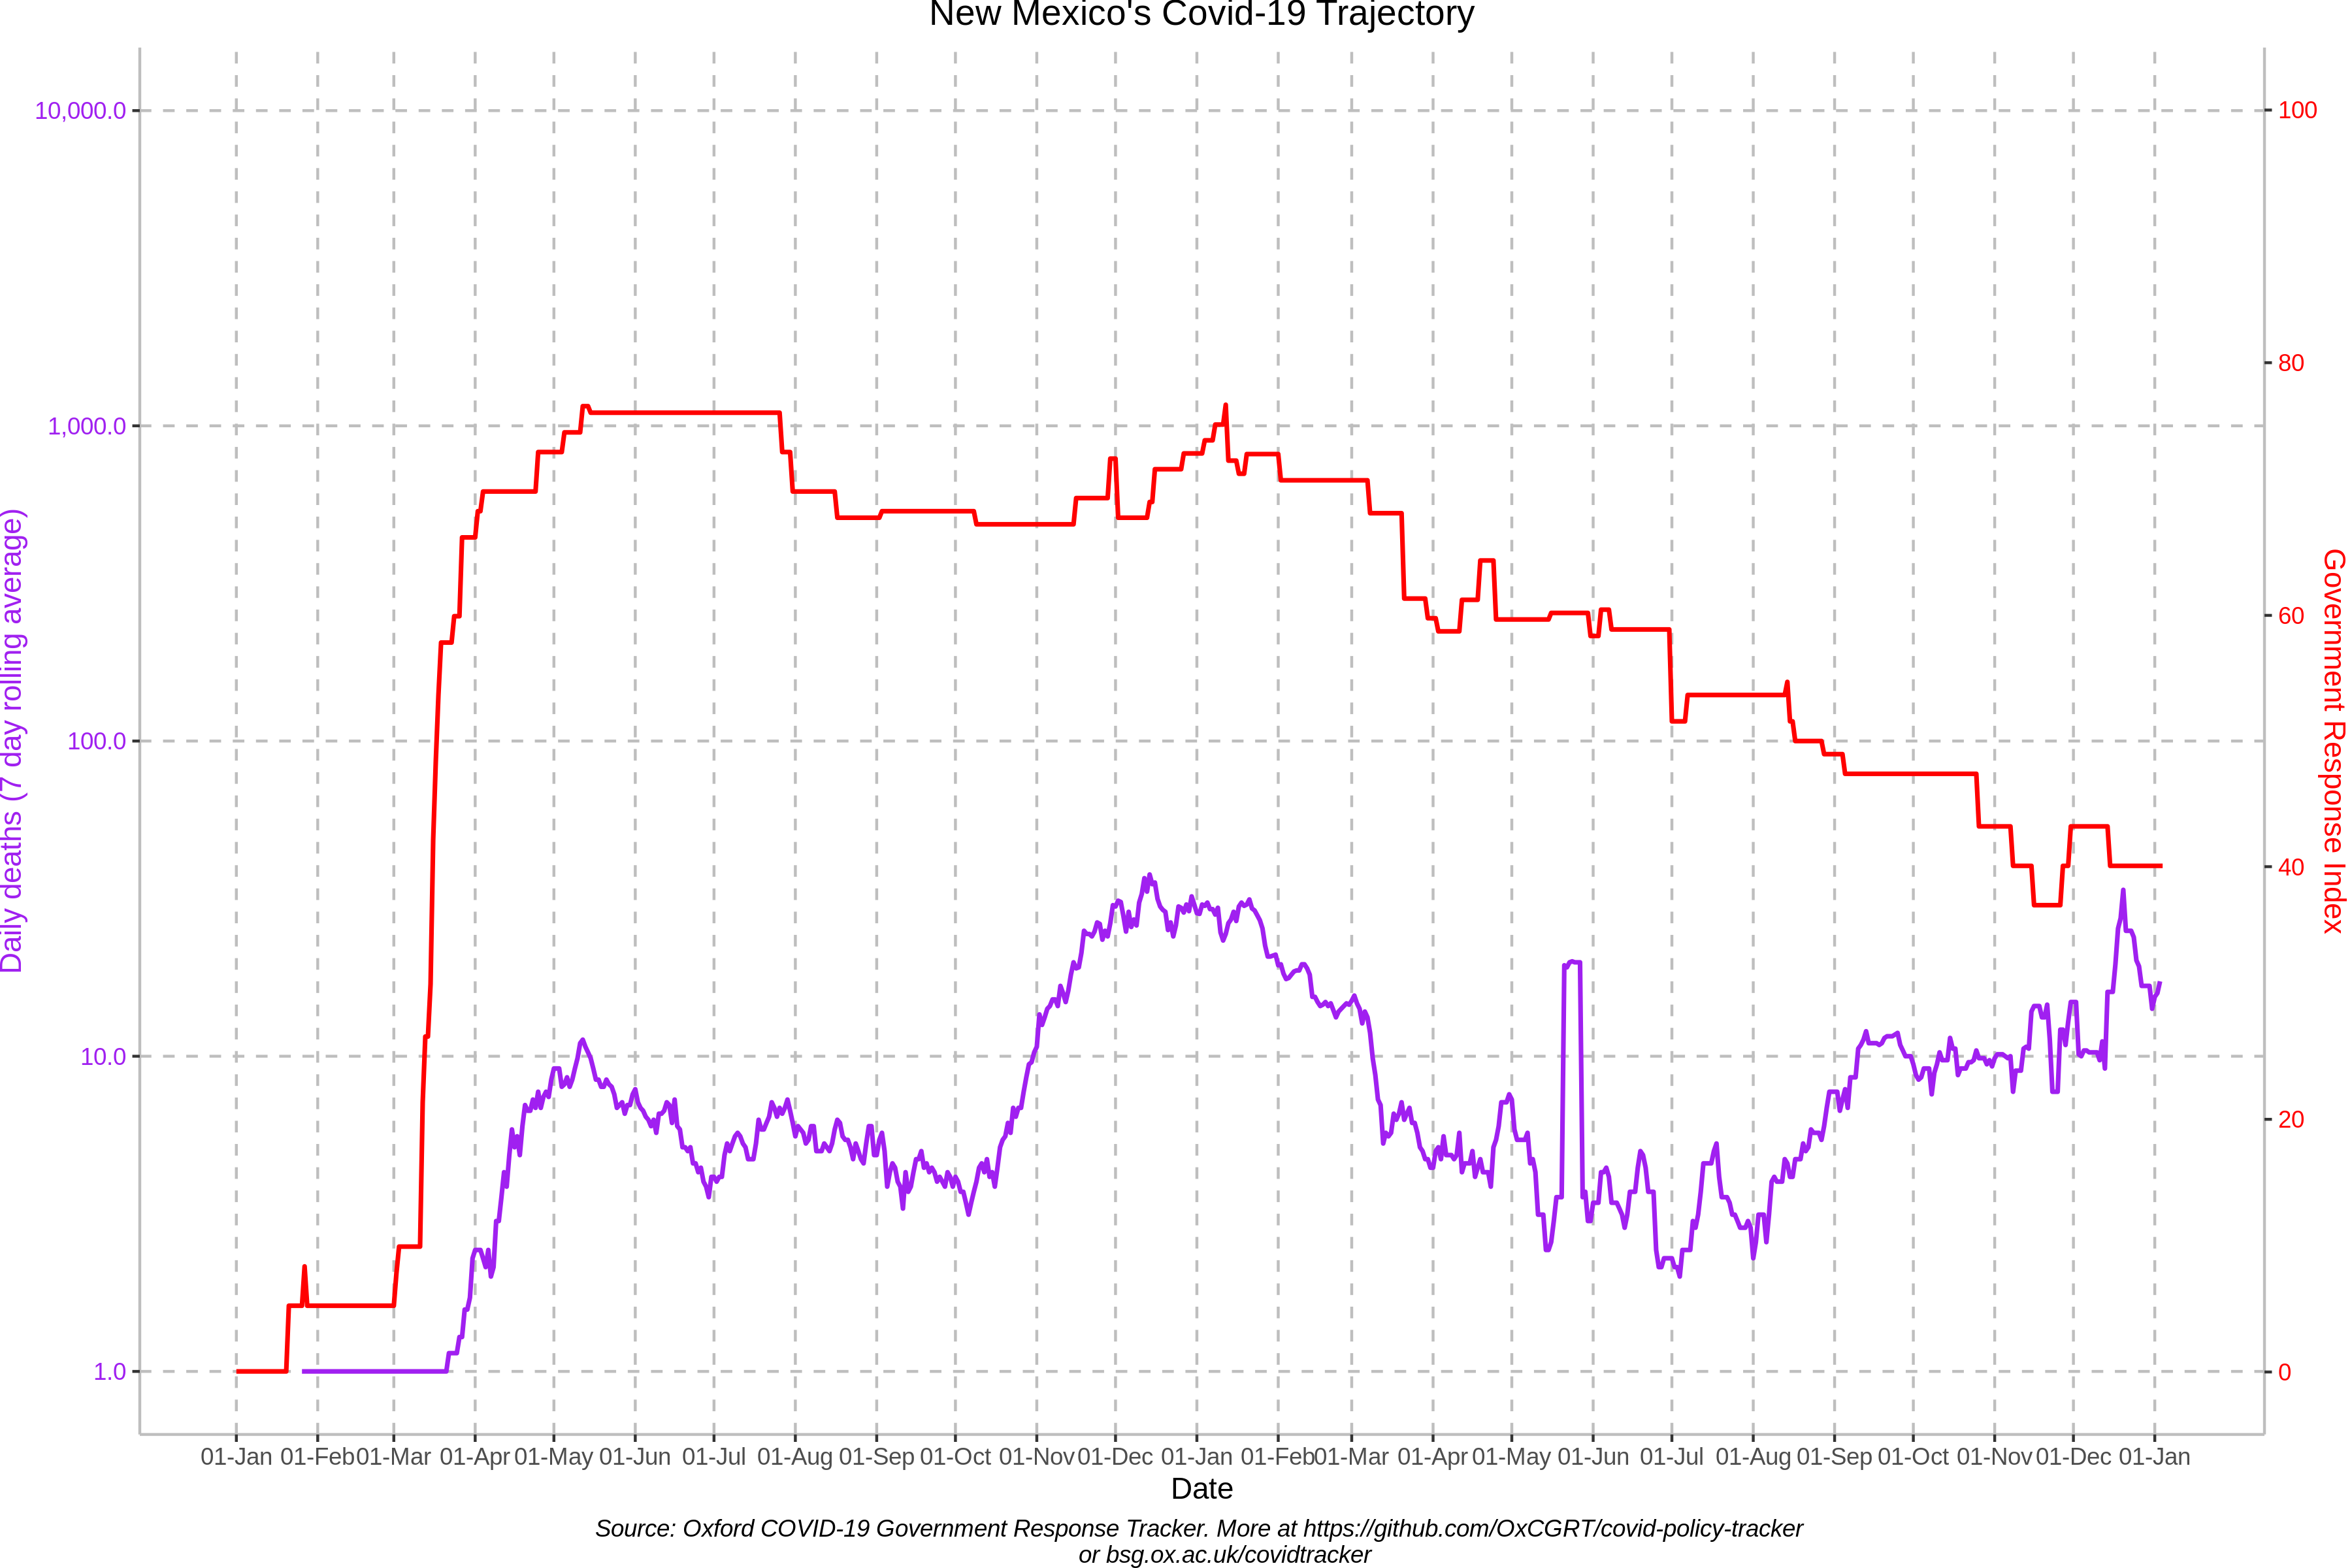 New Mexico's Covid-19 Trajectory
10,000.0
1,000.0
100.0
10.0
1.0
Daily deaths (7 day rolling average)
100
80
60
40
20
0
Government Response Index
01-Jan 01-Feb 01-Mar 01-Apr 01-May 01-Jun 01-Jul 01-Aug 01-Sep 01-Oct 01-Nov 01-Dec 01-Jan 01-Feb 01-Mar 01-Apr 01-May 01-Jun 01-Jul 01-Aug 01-Sep 01-Oct 01-Nov 01-Dec 01-Jan
Date
Source: Oxford COVID-19 Government Response Tracker. More at https://github.com/OxCGRT/covid-policy-tracker
or bsg.ox.ac.uk/covidtracker